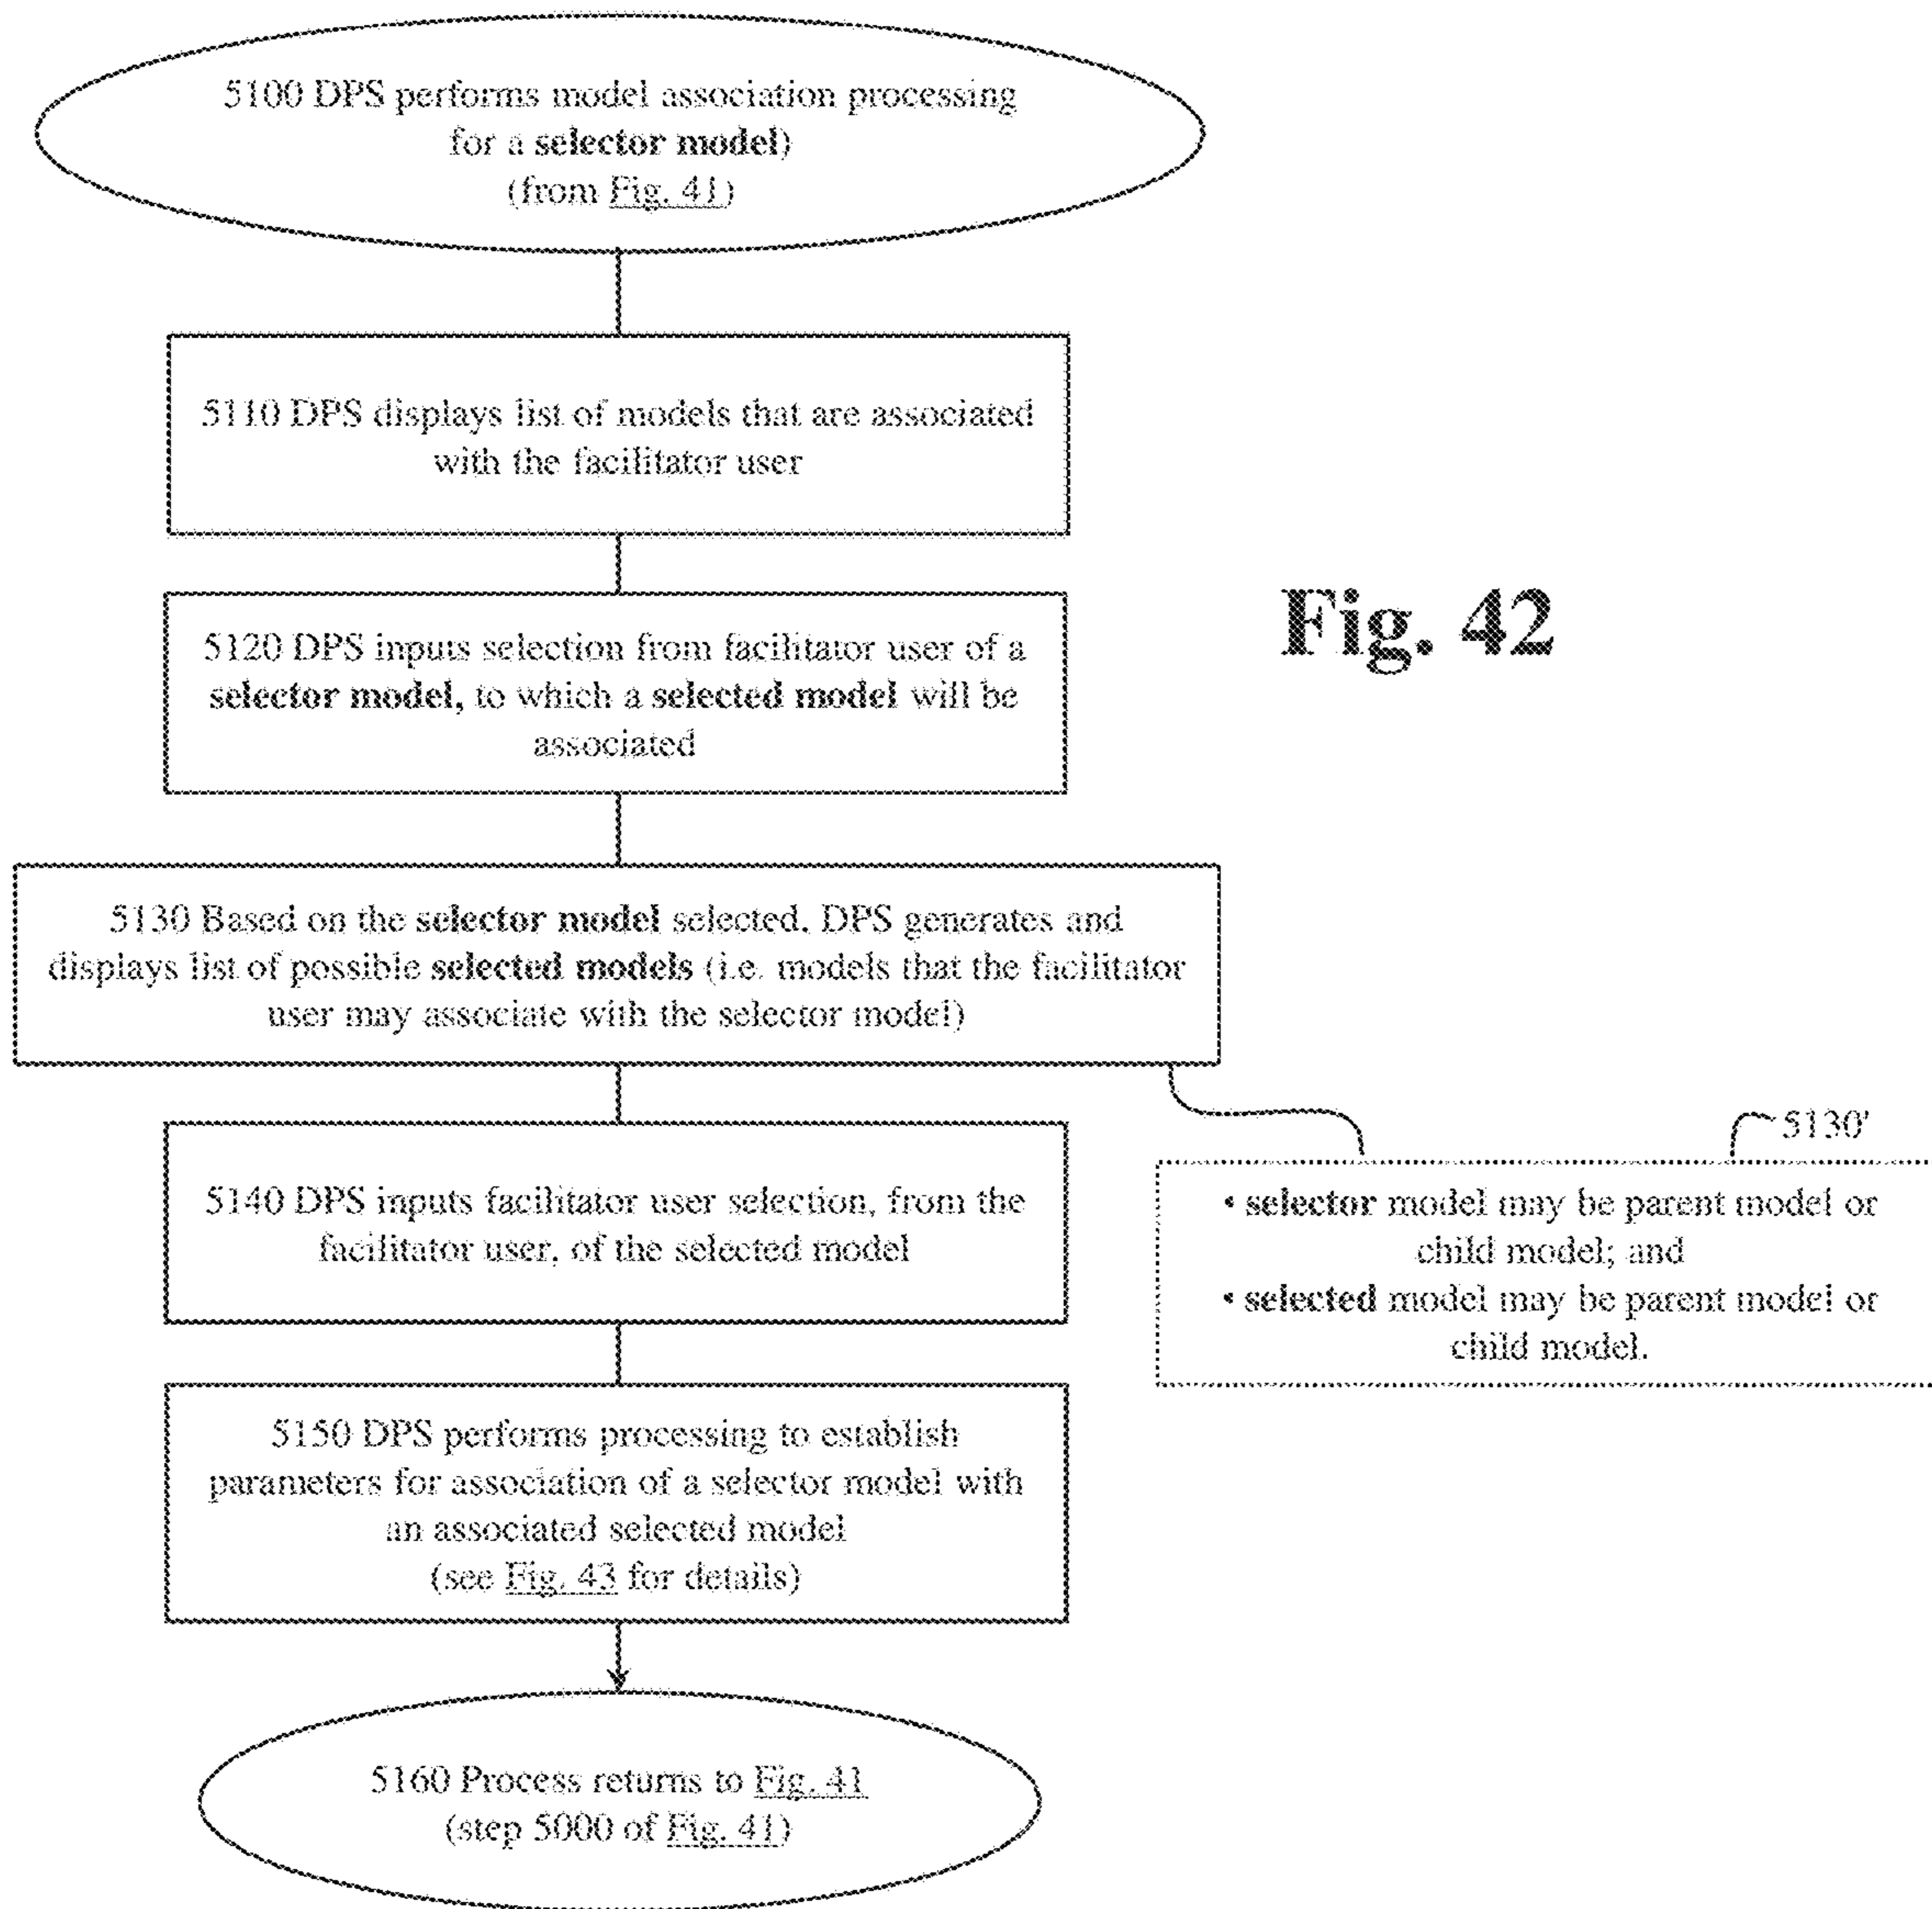 5100 DPS performs model association processing
for a selector model)
(from Fig. 41)
5110 DPS displays list of models that are associated
with the facilitator user
Fig. 42
5120 DPS inputs selection from facilitator user of a
selector model, to which a selected model will be
associated
5130 Based on the selector model selected, DPS generates and
displays list of possible selected models (i.e. models that the facilitator
user may associate with the selector model)
5130'
• selector model may be parent model or
child model; and
• selected model may be parent model or
child model.
5140 DPS inputs facilitator user selection, from the
facilitator user, of the selected model
5150 DPS performs processing to establish
parameters for association of a selector model with
an associated selected model
(see Fig. 43 for details)
5160 Process returns to Fig. 41
(step 5000 of Fig. 41)